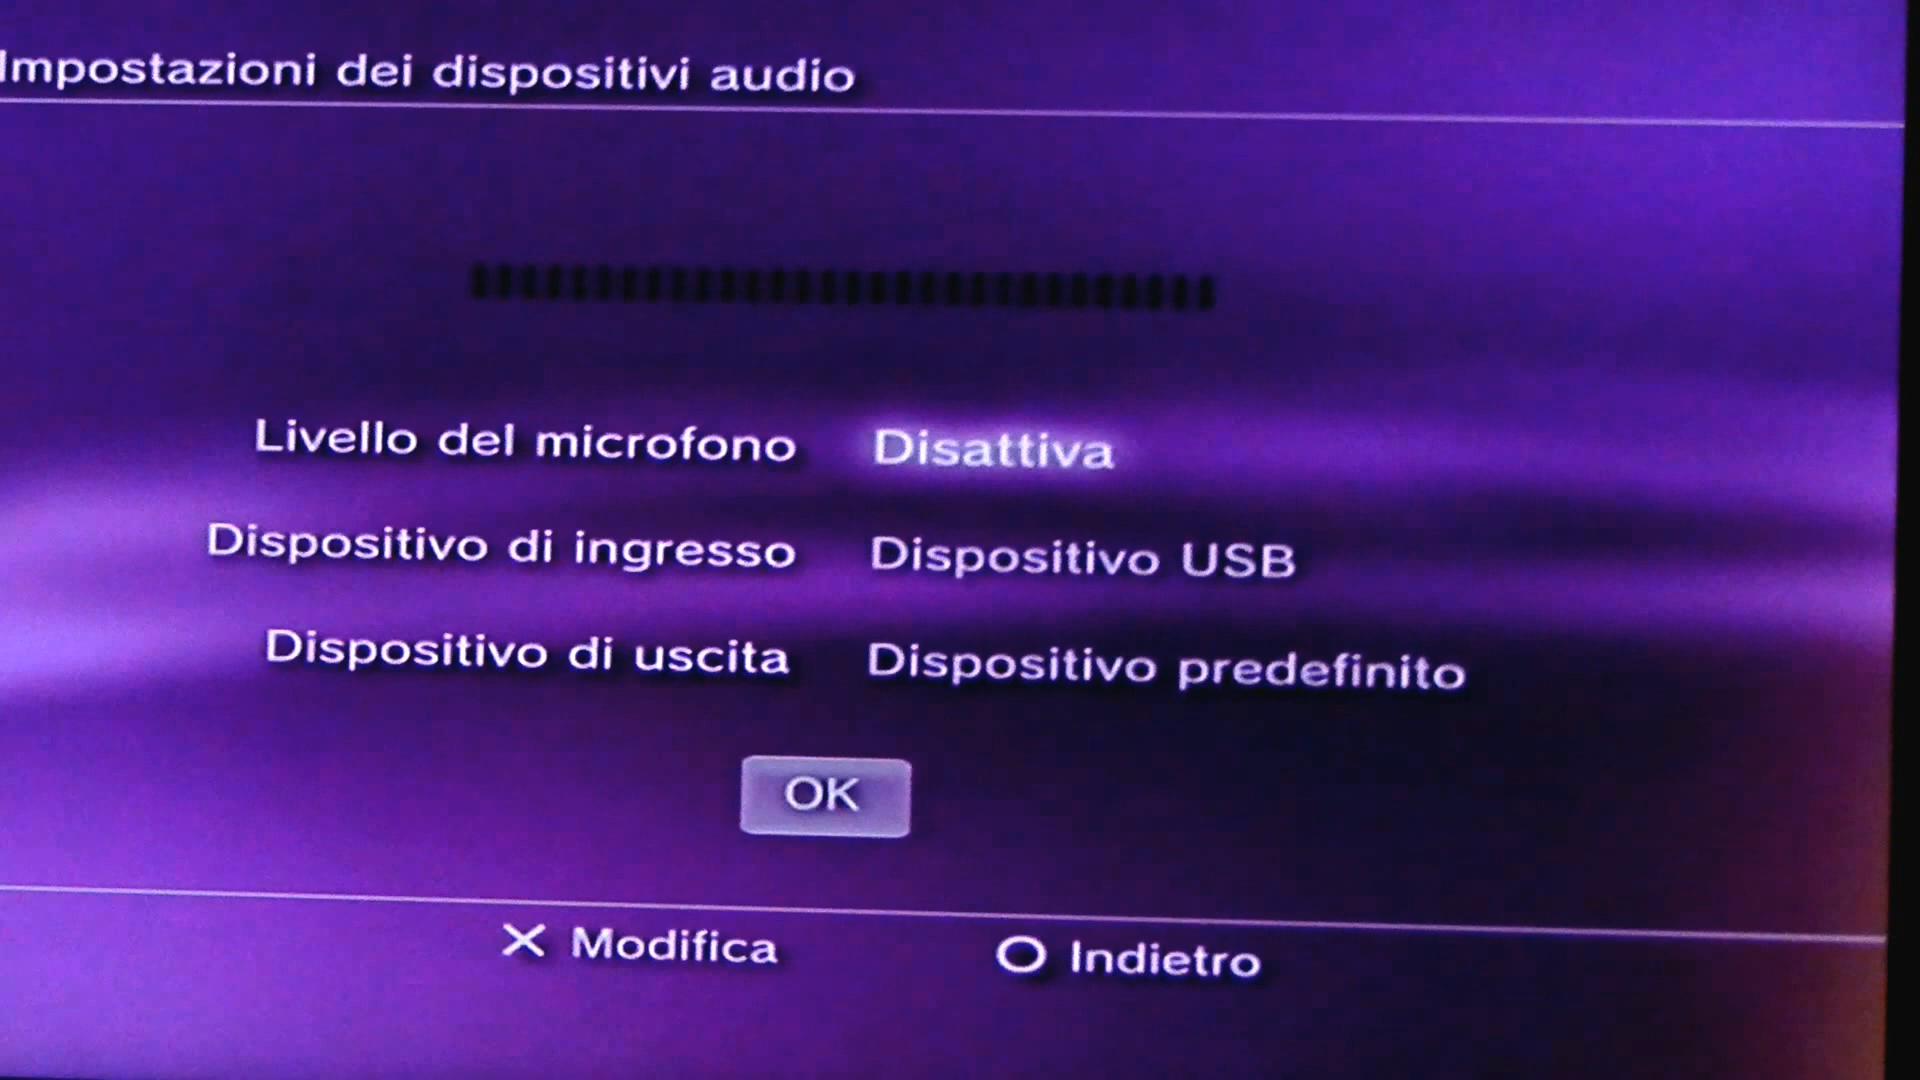 Impostazioni dei dispositivi audio
Livello del microfono Disattiva
Dispositivo di ingresso Dispositivo USB
Dispositivo di uscita Dispositivo predefinito
OK
X Modifica O Indietro